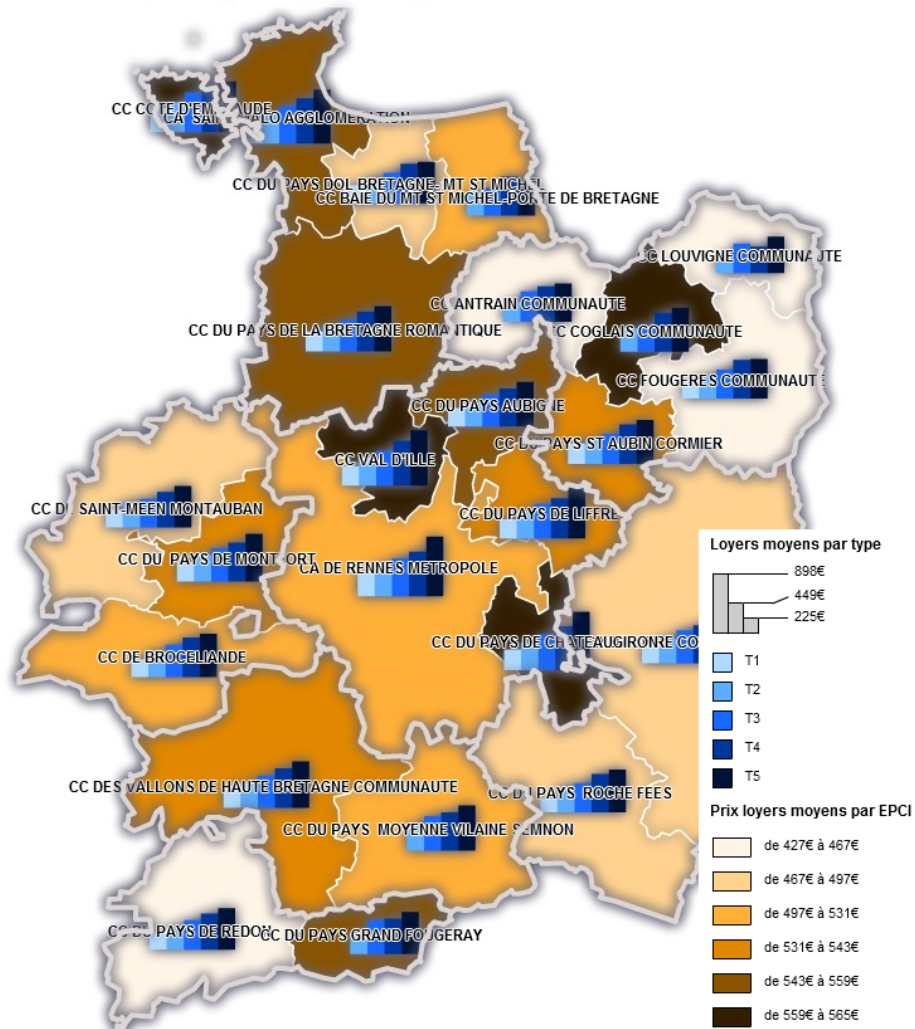 CC COTE D'EMERAUDE
CA SAINT MALO AGGLOMERATION
CC DU PAYS DOL BRETAGNE- MT ST MICHEL
CC BAIE DU MT ST MICHEL-PORTE DE BRETAGNE
CC LOUVIGNE COMMUNAUTE
CC ANTRAIN COMMUNAUTE
CC DU PAYS DE LA BRETAGNE ROMANTIQUE
CC COGLAIS COMMUNAUTE
CC FOUGERES COMMUNAUTE
CC DU PAYS AUBIGNE
CC DU PAYS ST AUBIN CORMIER
CC VAL D'ILLE
CC DU SAINT-MEEN MONTAUBAN
CC DU PAYS DE LIFFRE
CC DU PAYS DE MONTFORT
CA DE RENNES METROPOLE
CC DU PAYS DE CHATEAUGIRON
CC DE BROCELIANDE
CC DES VALLONS DE HAUTE BRETAGNE COMMUNAUTE
CC DU PAYS ROCHE FEES
CC DU PAYS MOYENNE VILAINE SEMNON
CC DU PAYS DE REDON
CC DU PAYS GRAND FOUGERAY
Loyers moyens par type
898€
449€
225€
T1
T2
T3
T4
T5
Prix loyers moyens par EPCI
de 427€ à 467€
de 467€ à 497€
de 497€ à 531€
de 531€ à 543€
de 543€ à 559€
de 559€ à 565€